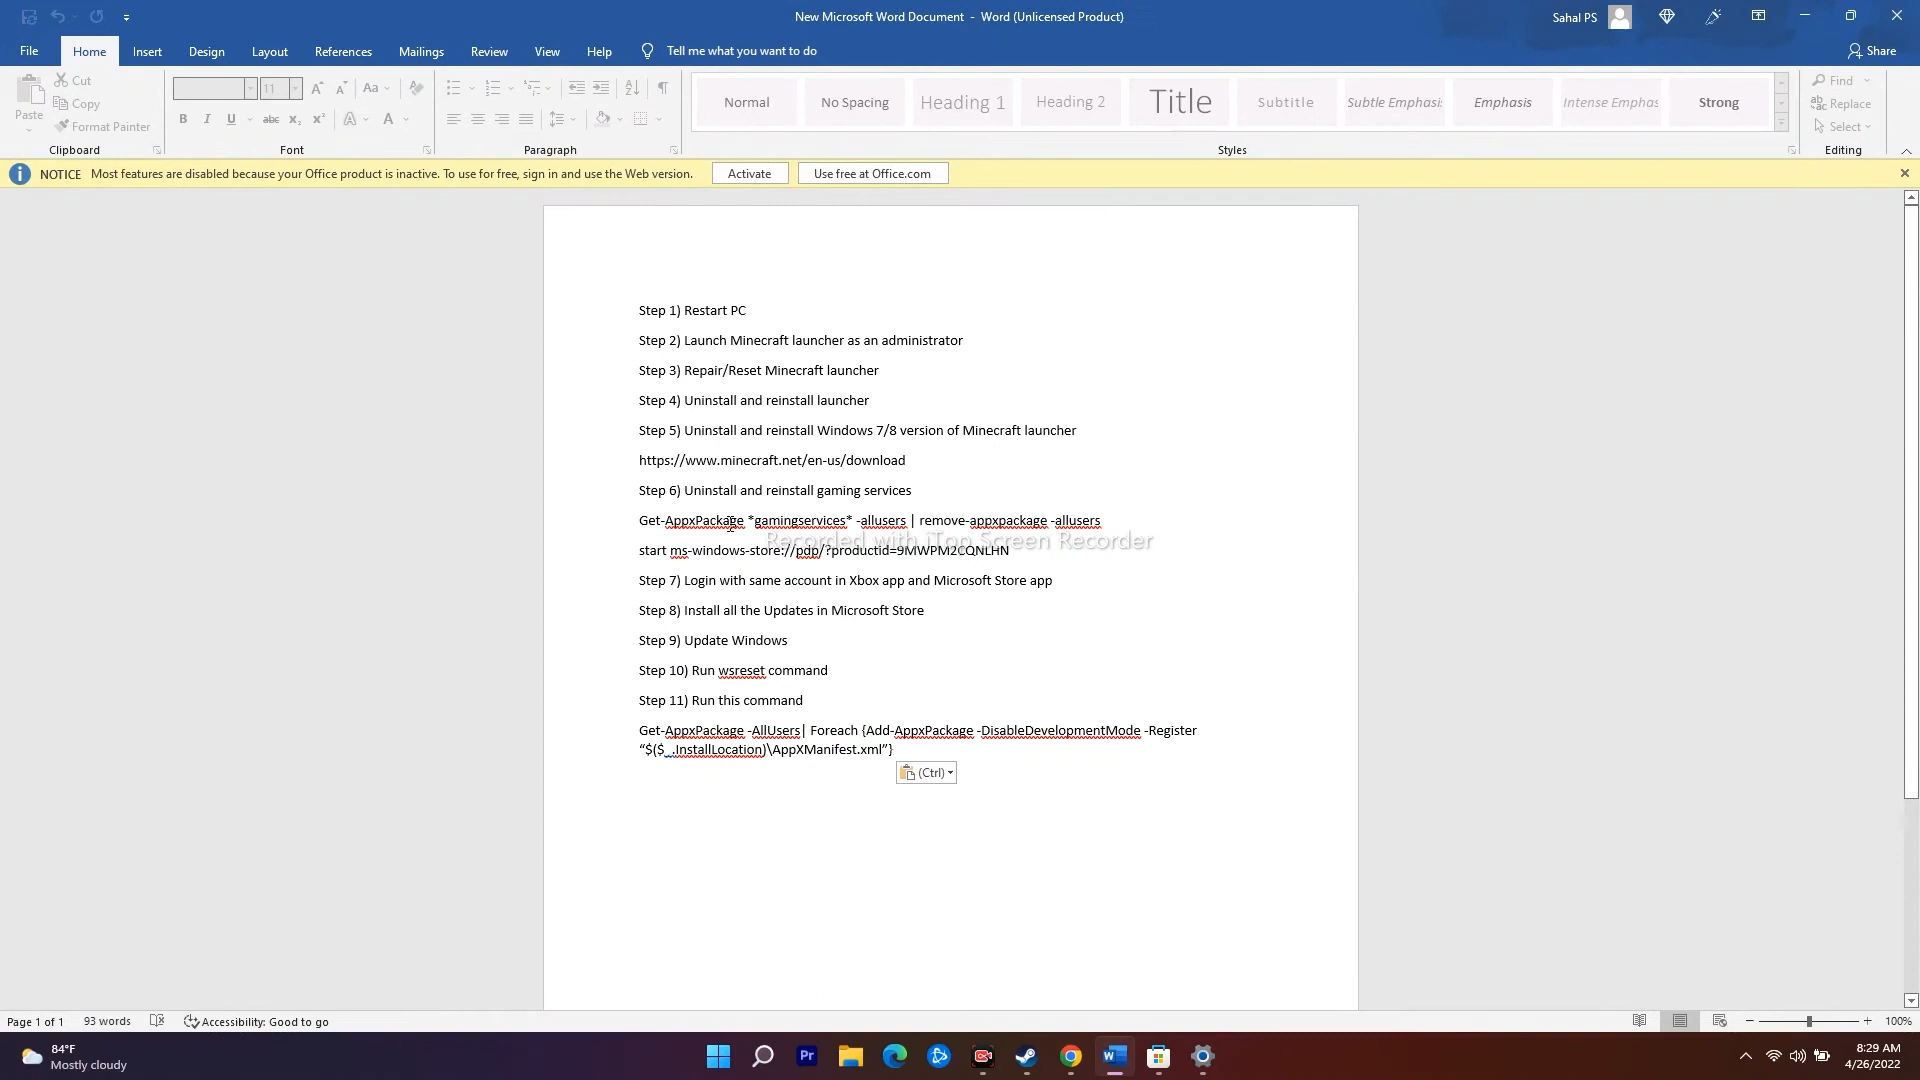 New Microsoft Word Document - Word (Unlicensed Product)
Sahal PS
File Home Insert Design Layout References Mailings Review View Help Tell me what you want to do
Share
Paste
Cut
Copy
Format Painter
Clipboard
11
Aa
B I U abc x₂ x² A A
Font
Paragraph
Normal
No Spacing
Heading 1
Heading 2
Title
Subtitle
Subtle Emphasi:
Emphasis
Intense Emphas
Strong
Styles
Find
Replace
Select
Editing
NOTICE Most features are disabled because your Office product is inactive. To use for free, sign in and use the Web version.
Activate
Use free at Office.com
Step 1) Restart PC
Step 2) Launch Minecraft launcher as an administrator
Step 3) Repair/Reset Minecraft launcher
Step 4) Uninstall and reinstall launcher
Step 5) Uninstall and reinstall Windows 7/8 version of Minecraft launcher
https://www.minecraft.net/en-us/download
Step 6) Uninstall and reinstall gaming services
Get-AppxPackage *gamingservices* -allusers | remove-appxpackage -allusers
Recorded with iTop Screen Recorder
start ms-windows-store://pdp/?productid=9MWPM2CQNLHN
Step 7) Login with same account in Xbox app and Microsoft Store app
Step 8) Install all the Updates in Microsoft Store
Step 9) Update Windows
Step 10) Run wsreset command
Step 11) Run this command
Get-AppxPackage -AllUsers| Foreach {Add-AppxPackage -DisableDevelopmentMode -Register
“$($_.InstallLocation)\AppXManifest.xml”}
(Ctrl)
Page 1 of 1
93 words
Accessibility: Good to go
100%
84°F
Mostly cloudy
Pr
8:29 AM
4/26/2022